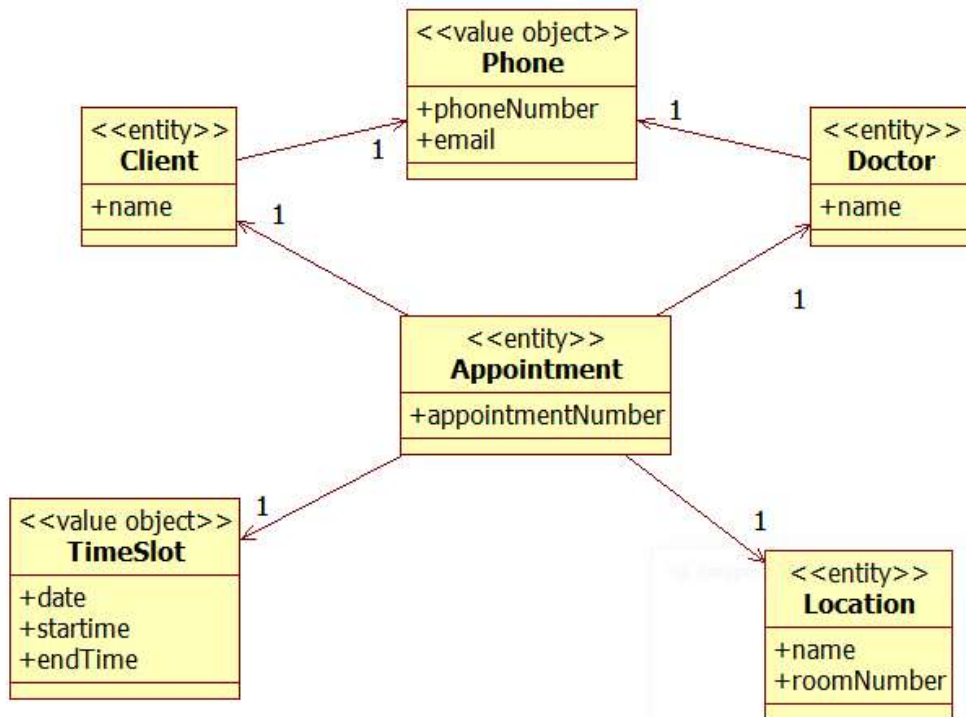 <<value object>>
Phone
+phoneNumber
+email
1
1
<<entity>>
Client
+name
<<entity>>
Doctor
+name
1
1
<<entity>>
Appointment
+appointmentNumber
1
1
<<value object>>
TimeSlot
+date
+startime
+endTime
<<entity>>
Location
+name
+roomNumber